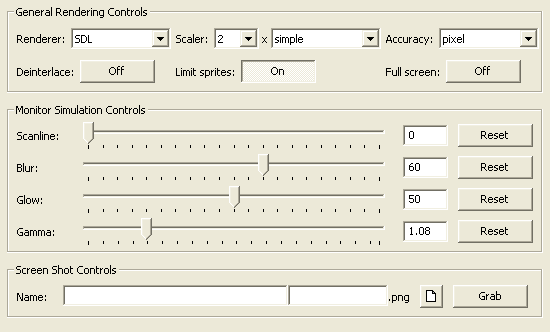 General Rendering Controls
Renderer: SDL Scaler: 2 x simple Accuracy: pixel
Deinterlace: Off Limit sprites: On Full screen: Off
Monitor Simulation Controls
Scanline: 0 Reset
Blur: 60 Reset
Glow: 50 Reset
Gamma: 1.08 Reset
Screen Shot Controls
Name: .png Grab